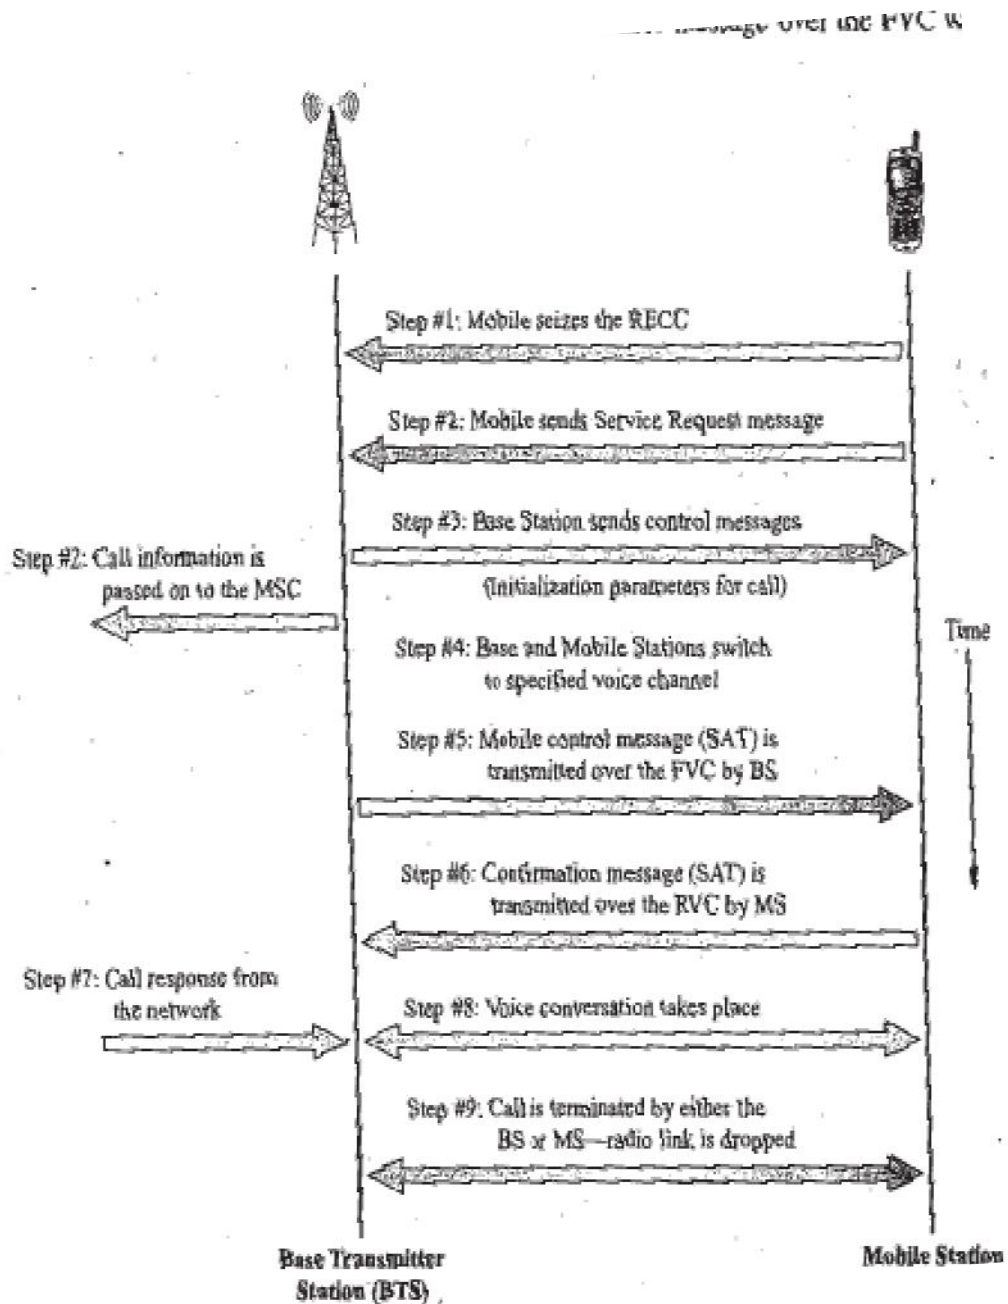 message over the FVC
Step #1: Mobile seizes the RECC
Step #2: Mobile sends Service Request message
Step #3: Base Station sends control messages
(Initialization parameters for call)
Step #2: Call information is
passed on to the MSC
Step #4: Base and Mobile Stations switch
to specified voice channel
Time
Step #5: Mobile control message (SAT) is
transmitted over the FVC by BS
Step #6: Confirmation message (SAT) is
transmitted over the RVC by MS
Step #7: Call response from
the network
Step #8: Voice conversation takes place
Step #9: Call is terminated by either the
BS or MS—radio link is dropped
Base Transmitter
Station (BTS)
Mobile Station